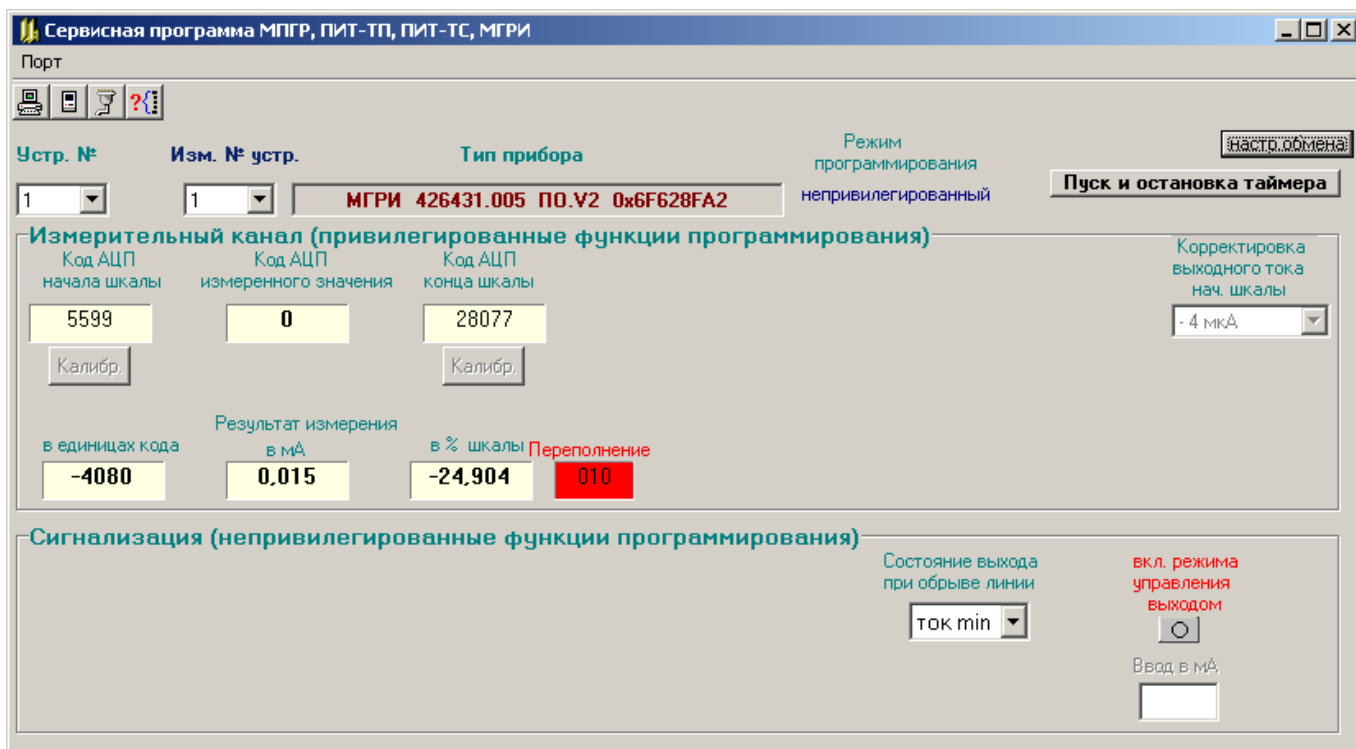 Сервисная программа МПГР, ПИТ-ТП, ПИТ-ТС, МГРИ
Порт
?{
настр.обмена
Устр. № Изм. № устр. Тип прибора Режим
программирования
1 1 МГРИ 426431.005 ПО.V2 0x6F628FA2 непривилегированный Пуск и остановка таймера
Измерительный канал (привилегированные функции программирования)
Код АЦП
начала шкалы
Код АЦП
измеренного значения
Код АЦП
конца шкалы
Корректировка
выходного тока
нач. шкалы
5599 0 28077 - 4 мкА
Калибр. Калибр.
Результат измерения
в единицах кода в мА в % шкалы Переполнение
-4080 0,015 -24,904 010
Сигнализация (непривилегированные функции программирования)
Состояние выхода
при обрыве линии
ток min
вкл. режима
управления
выходом
Ввод в мА